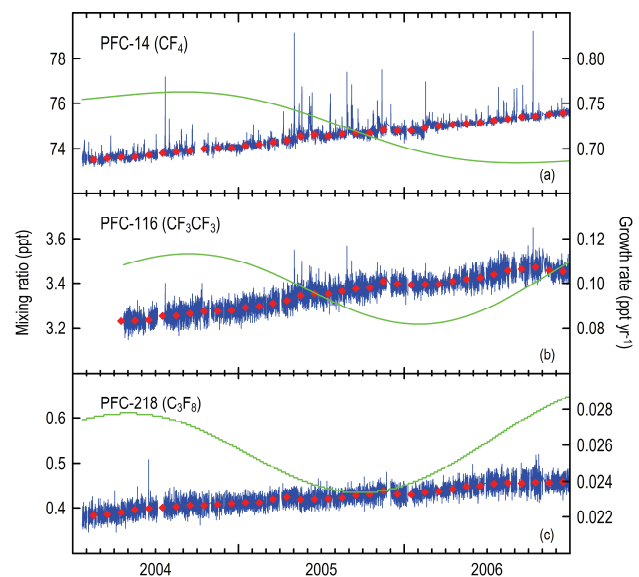 PFC-14 (CF4)
78
76
74
0.80
0.75
0.70
(a)
PFC-116 (CF3CF3)
3.6
3.4
3.2
0.12
0.10
0.08
(b)
Mixing ratio (ppt)
Growth rate (ppt yr-1)
PFC-218 (C3F8)
0.6
0.5
0.4
0.028
0.026
0.024
0.022
(c)
2004 2005 2006